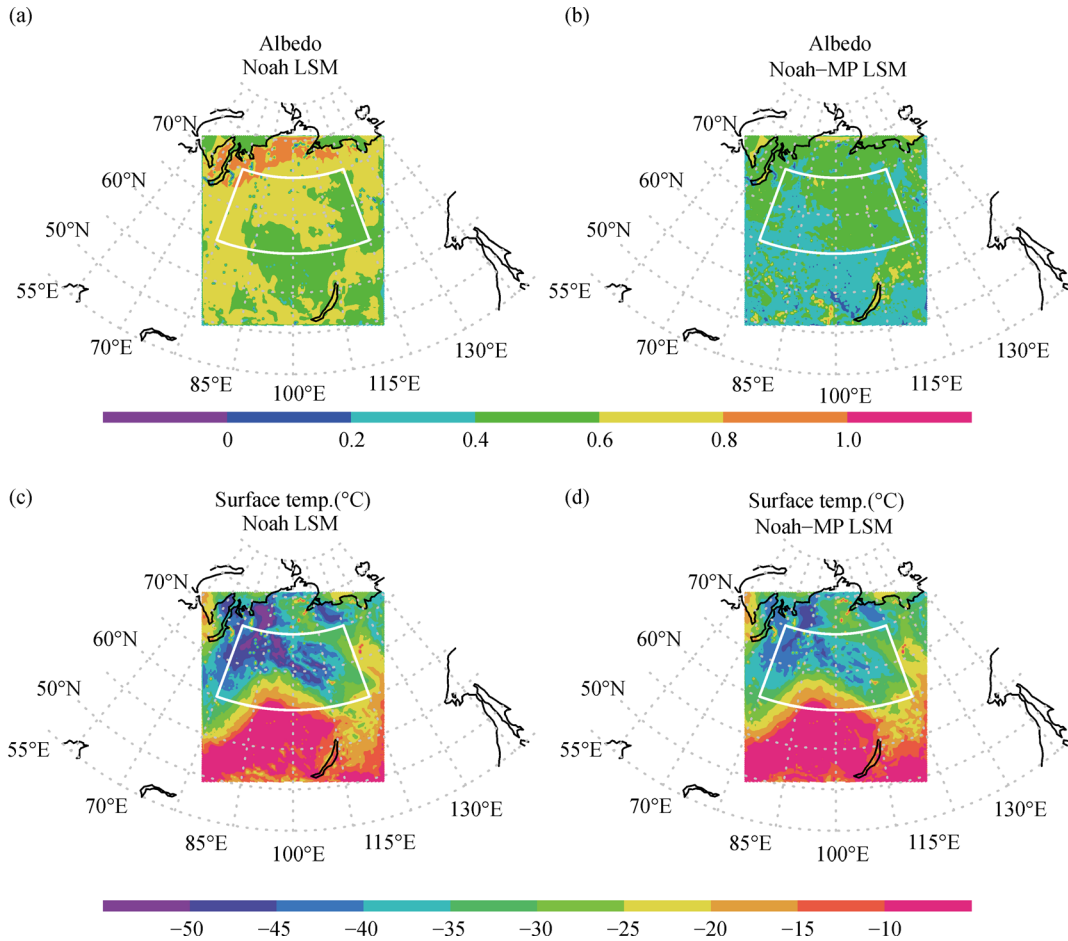 (a)
Albedo
Noah LSM
70°N
60°N
50°N
55°E
70°E
85°E
100°E
115°E
130°E
(b)
Albedo
Noah−MP LSM
70°N
60°N
50°N
55°E
70°E
85°E
100°E
115°E
130°E
0 0.2 0.4 0.6 0.8 1.0
(c)
Surface temp.(°C)
Noah LSM
70°N
60°N
50°N
55°E
70°E
85°E
100°E
115°E
130°E
(d)
Surface temp.(°C)
Noah−MP LSM
70°N
60°N
50°N
55°E
70°E
85°E
100°E
115°E
130°E
−50 −45 −40 −35 −30 −25 −20 −15 −10